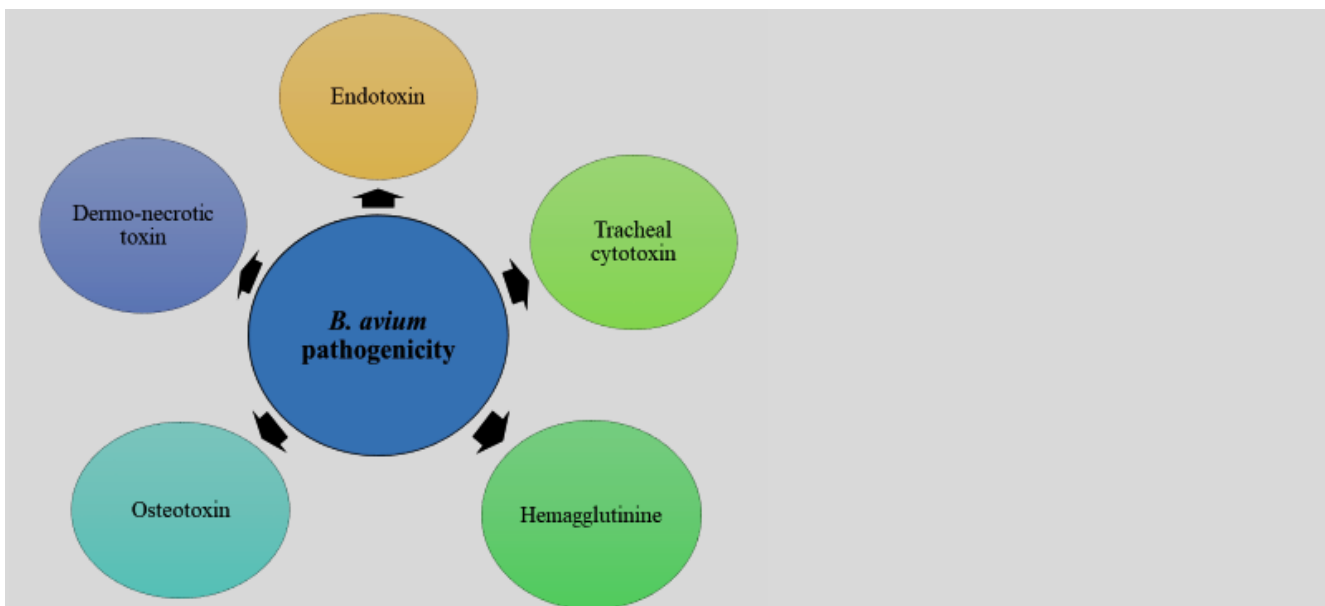 Endotoxin
Dermo-necrotic
toxin
Tracheal
cytotoxin
B. avium
pathogenicity
Osteotoxin
Hemagglutinine